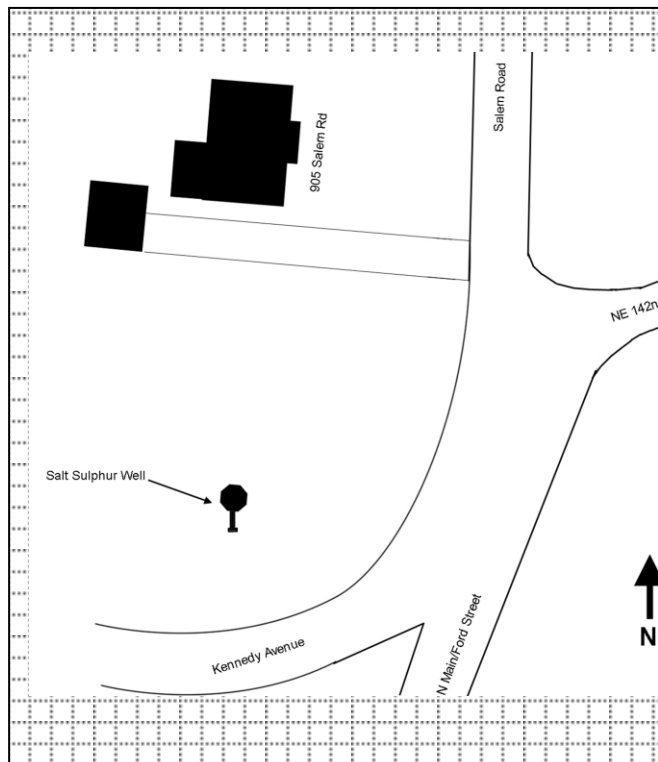 Salem Road
905 Salem Rd
NE 142n
Salt Sulphur Well
Kennedy Avenue
N Main/Ford Street
N